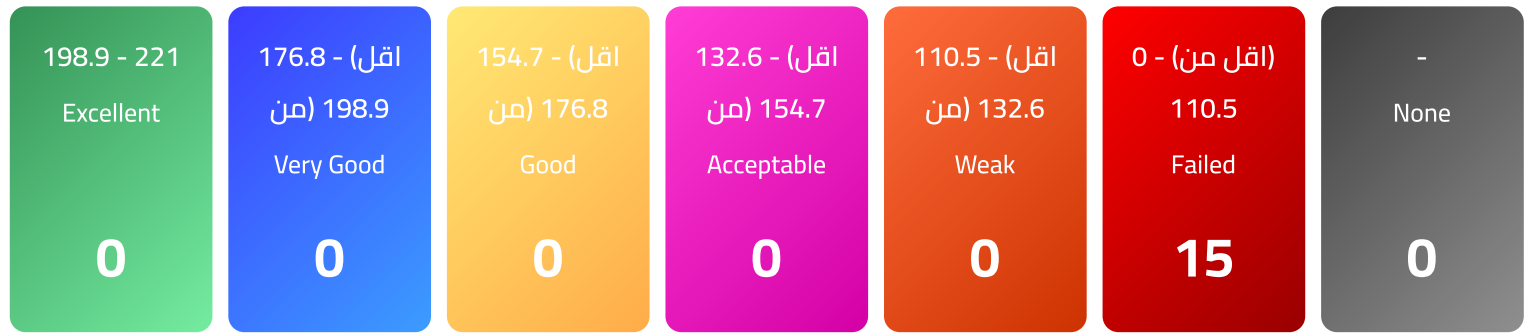 198.9 - 221
Excellent
0
176.8 - (اقل
من) 198.9
Very Good
0
154.7 - (اقل
من) 176.8
Good
0
132.6 - (اقل
من) 154.7
Acceptable
0
110.5 - (اقل
من) 132.6
Weak
0
0 - (اقل من)
110.5
Failed
15
-
None
0